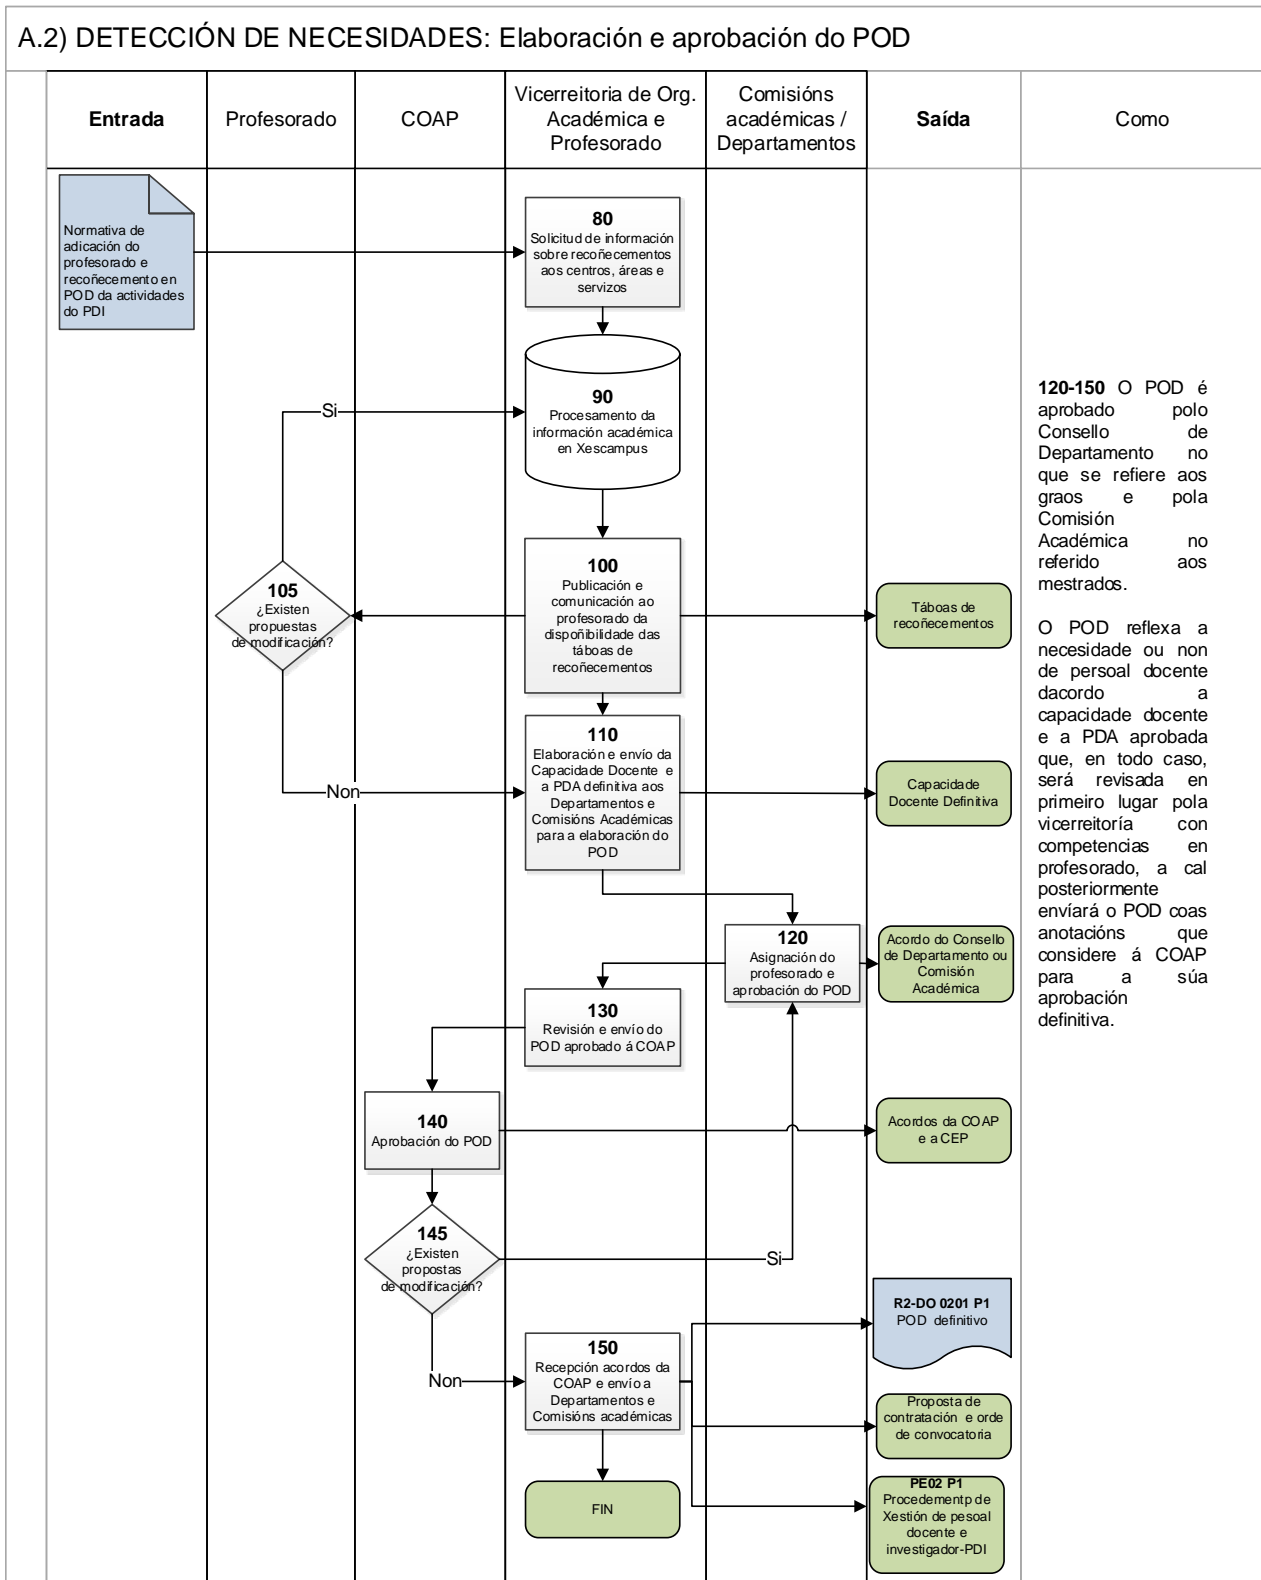 A.2) DETECCIÓN DE NECESIDADES: Elaboración e aprobación do POD
Entrada
Profesorado
COAP
Vicerreitoria de Org.
Académica e
Profesorado
Comisións
académicas /
Departamentos
Saída
Como
Normativa de
adicación do
profesorado e
recoñecemento en
POD da actividades
do PDI
80
Solicitud de información
sobre recoñecementos
aos centros, áreas e
servizos
90
Procesamento da
información académica
en Xescampus
Si
100
Publicación e
comunicación ao
profesorado da
dispoñibilidade das
táboas de
recoñecementos
105
¿Existen
propuestas
de modificación?
Táboas de
recoñecementos
110
Elaboración e envío da
Capacidade Docente e
a PDA definitiva aos
Departamentos e
Comisións Académicas
para a elaboración do
POD
Non
Capacidade
Docente Definitiva
120
Asignación do
profesorado e
aprobación do POD
Acordo do Consello
de Departamento ou
Comisión
Académica
130
Revisión e envío do
POD aprobado á COAP
140
Aprobación do POD
Acordos da COAP
e a CEP
145
¿Existen
propostas
de modificación?
Si
Non
150
Recepción acordos da
COAP e envío a
Departamentos e
Comisións académicas
R2-DO 0201 P1
POD definitivo
Proposta de
contratación e orde
de convocatoria
FIN
PE02 P1
Procedementp de
Xestión de pesoal
docente e
investigador-PDI
120-150 O POD é
aprobado polo
Consello de
Departamento no
que se refiere aos
graos e pola
Comisión
Académica no
referido aos
mestrados.
O POD reflexa a
necesidade ou non
de persoal docente
dacordo a
capacidade docente
e a PDA aprobada
que, en todo caso,
será revisada en
primeiro lugar pola
vicerreitoría con
competencias en
profesorado, a cal
posteriormente
envíará o POD coas
anotacións que
considere á COAP
para a súa
aprobación
definitiva.